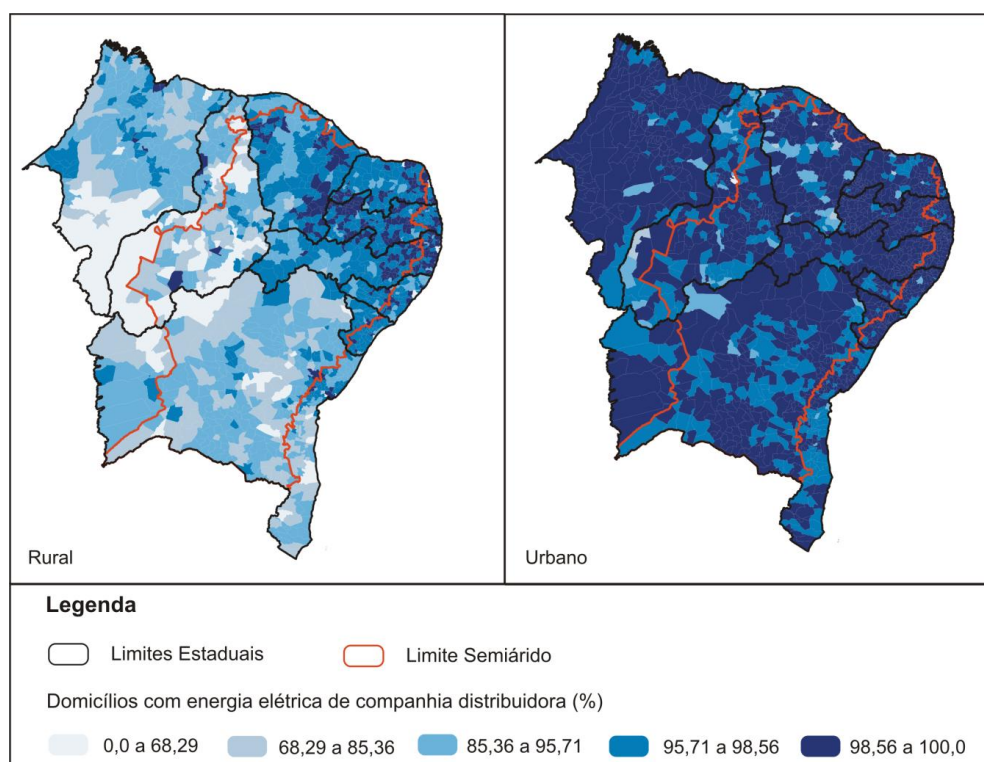 Rural
Urbano
Legenda
Limites Estaduais
Limite Semiárido
Domicílios com energia elétrica de companhia distribuidora (%)
0,0 a 68,29
68,29 a 85,36
85,36 a 95,71
95,71 a 98,56
98,56 a 100,0